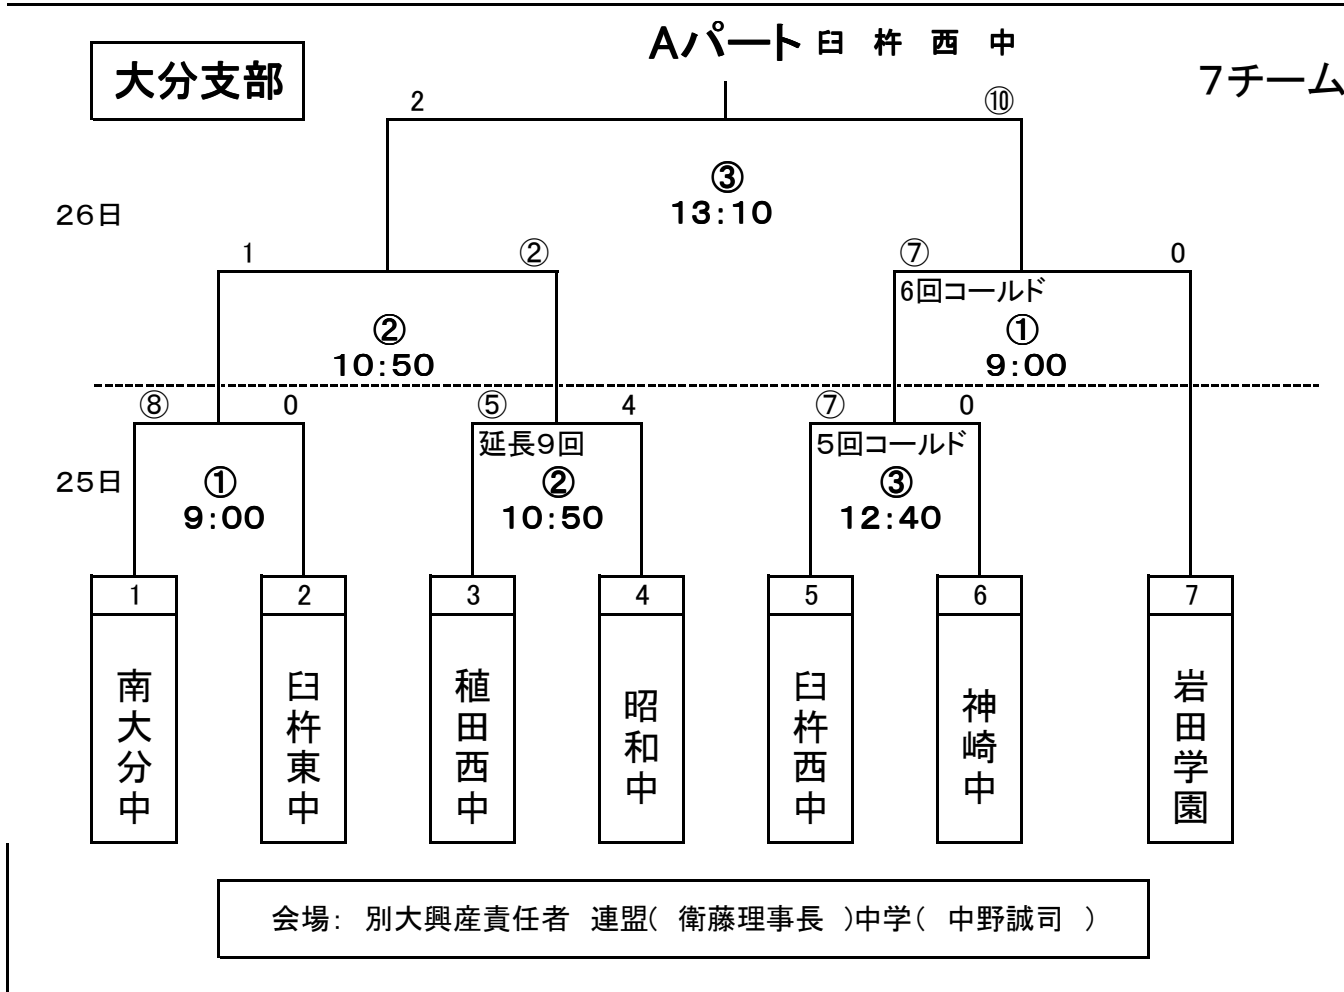 Aパート 臼 杵 西 中
大分支部
7チーム
2 ⑩
③
26日
13:10
1 ② ⑦ 0
6回コールド
② ①
10:50 9:00
⑧ 0 ⑤ 4 ⑦ 0
延長9回 5回コールド
25日 ① ② ③
9:00 10:50 12:40
1 2 3 4 5 6 7
南大分中
臼杵東中
稙田西中
昭和中
臼杵西中
神崎中
岩田学園
会場: 別大興産責任者 連盟( 衛藤理事長 )中学( 中野誠司 )